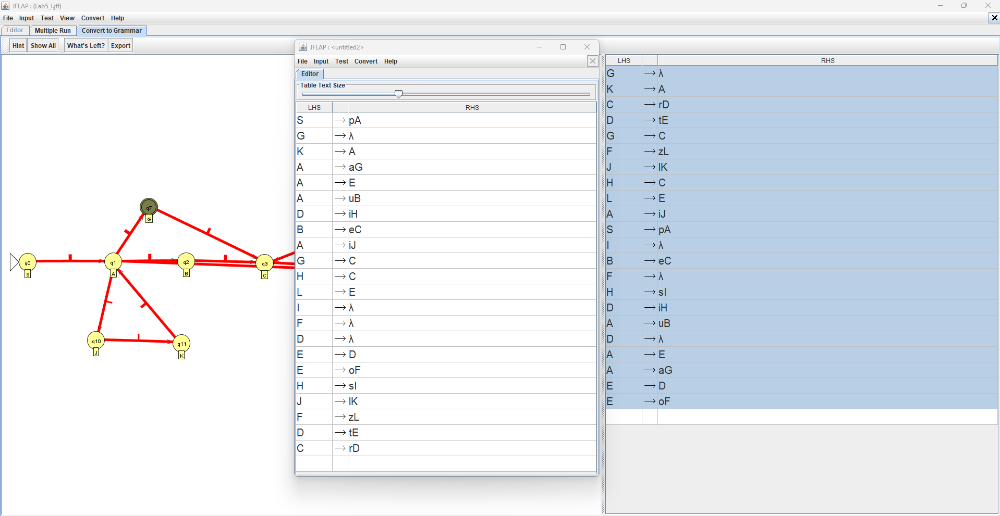 JFLAP : (Lab5_I.jff)
File Input Test View Convert Help
Editor Multiple Run Convert to Grammar
Hint Show All What's Left? Export
q7
G
q0
S
q1
A
q2
B
q3
C
q10
J
q11
K
JFLAP : <untitled2>
File Input Test Convert Help
Editor
Table Text Size
LHS RHS
S → pA
G → λ
K → A
A → aG
A → E
A → uB
D → iH
B → eC
A → iJ
G → C
H → C
L → E
I → λ
F → λ
D → λ
E → D
E → oF
H → sI
J → lK
F → zL
D → tE
C → rD
LHS RHS
G → λ
K → A
C → rD
D → tE
G → C
F → zL
J → lK
H → C
L → E
A → iJ
S → pA
I → λ
B → eC
F → λ
H → sI
D → iH
A → uB
D → λ
A → E
A → aG
E → D
E → oF